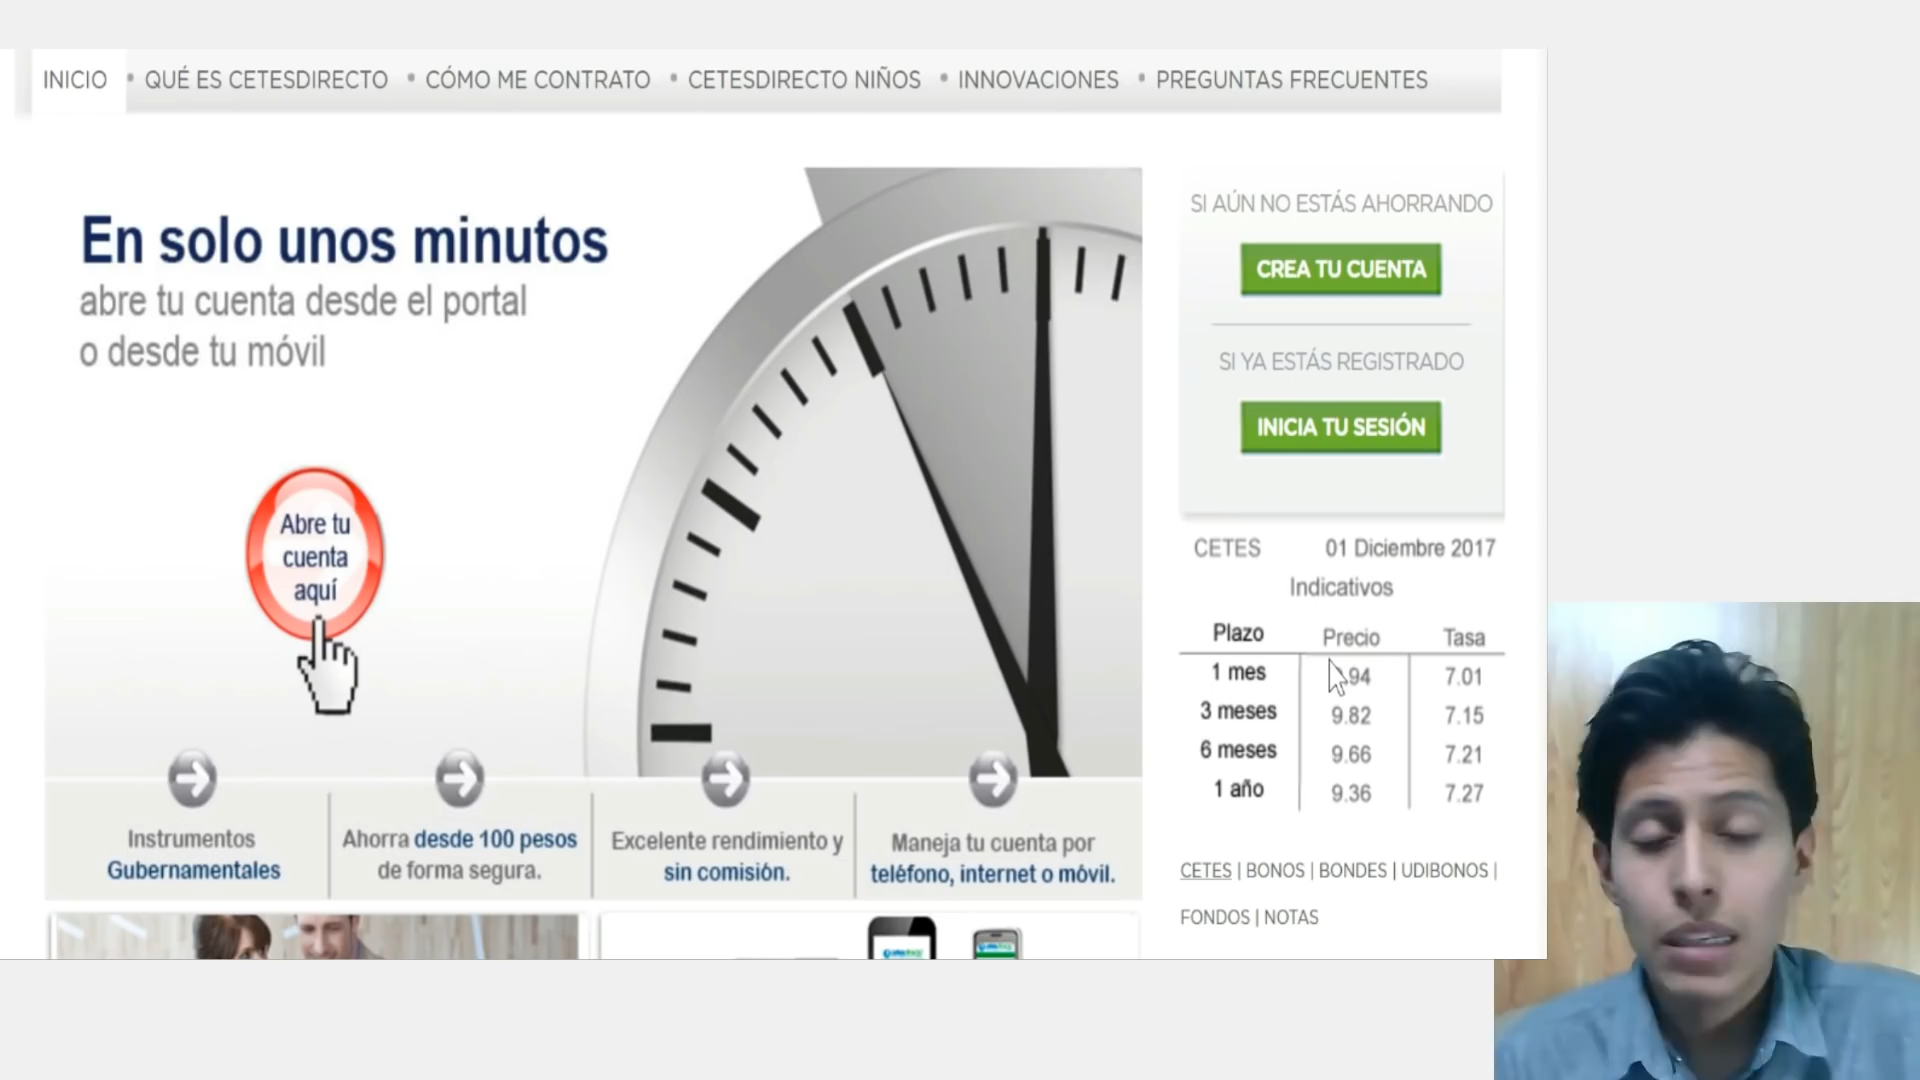 INICIO • QUÉ ES CETESDIRECTO • CÓMO ME CONTRATO • CETESDIRECTO NIÑOS • INNOVACIONES • PREGUNTAS FRECUENTES
En solo unos minutos
abre tu cuenta desde el portal
o desde tu móvil
Abre tu
cuenta
aquí
Instrumentos
Gubernamentales
Ahorra desde 100 pesos
de forma segura.
Excelente rendimiento y
sin comisión.
Maneja tu cuenta por
teléfono, internet o móvil.
SI AÚN NO ESTÁS AHORRANDO
CREA TU CUENTA
SI YA ESTÁS REGISTRADO
INICIA TU SESIÓN
CETES 01 Diciembre 2017
Indicativos
Plazo Precio Tasa
1 mes .94 7.01
3 meses 9.82 7.15
6 meses 9.66 7.21
1 año 9.36 7.27
CETES | BONOS | BONDES | UDIBONOS |
FONDOS | NOTAS